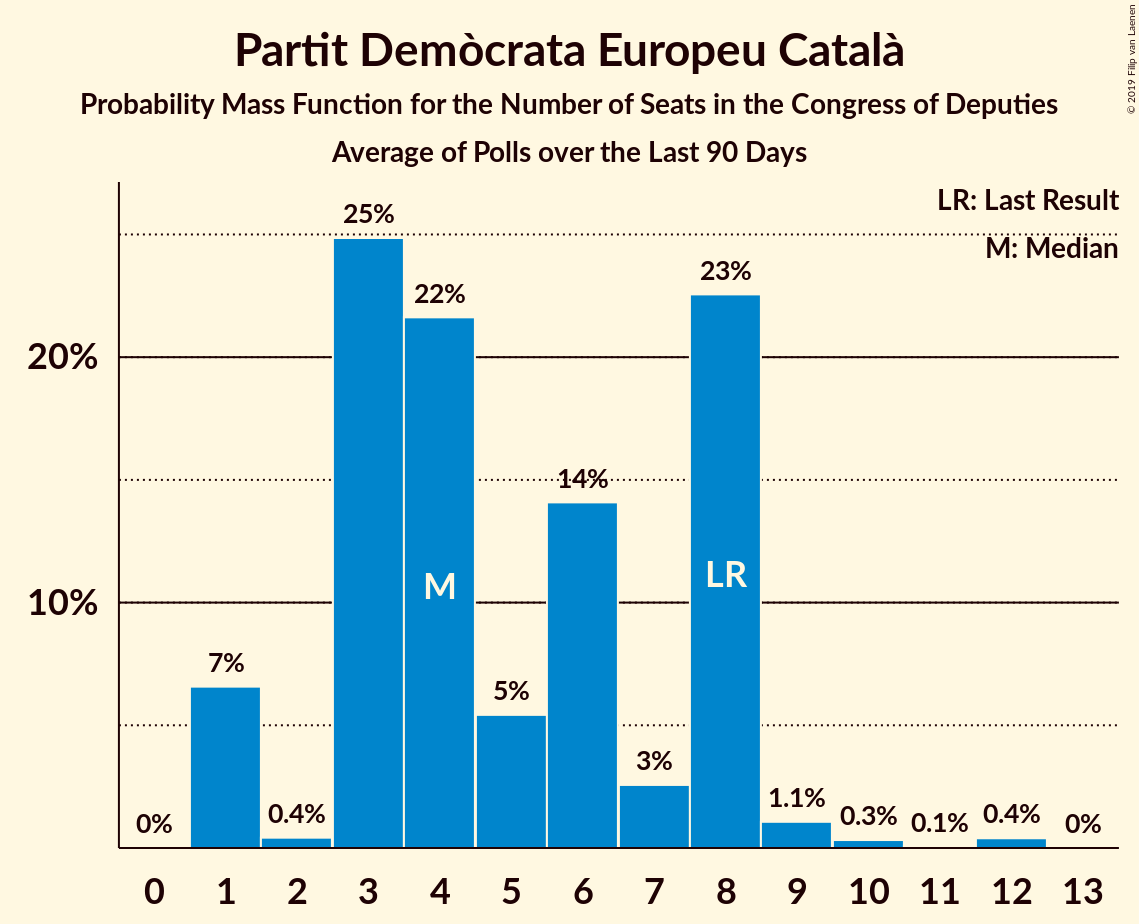 Partit Demòcrata Europeu Català
Probability Mass Function for the Number of Seats in the Congress of Deputies
Average of Polls over the Last 90 Days
© 2019 Filip van Laenen
LR: Last Result
M: Median
25%
22%
23%
20%
14%
10%
M
LR
7%
5%
3%
0%
0.4%
1.1%
0.3%
0.1%
0.4%
0%
0 1 2 3 4 5 6 7 8 9 10 11 12 13